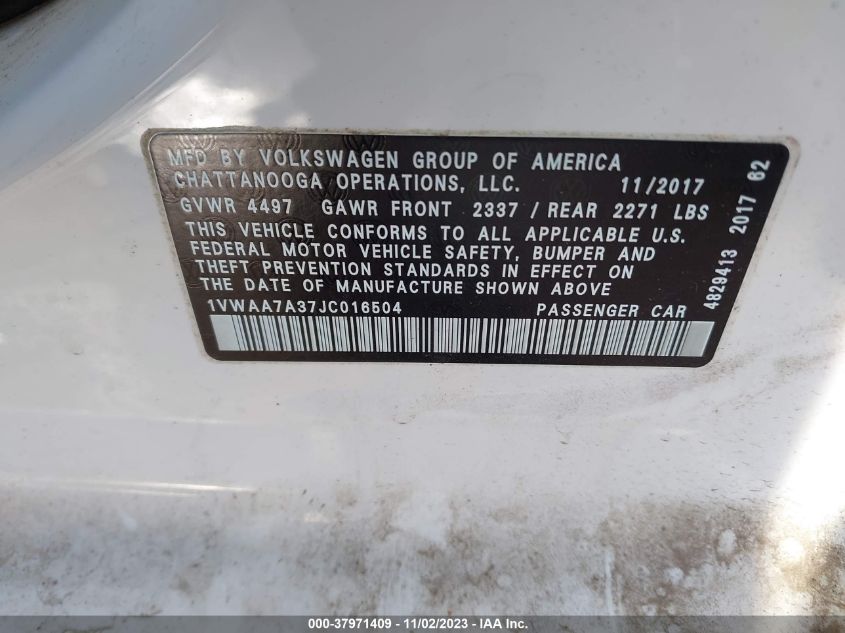 MFD BY VOLKSWAGEN GROUP OF AMERICA
CHATTANOOGA OPERATIONS, LLC. 11/2017
GVWR 4497 GAWR FRONT 2337 / REAR 2271 LBS
THIS VEHICLE CONFORMS TO ALL APPLICABLE U.S.
FEDERAL MOTOR VEHICLE SAFETY, BUMPER AND
THEFT PREVENTION STANDARDS IN EFFECT ON
THE DATE OF MANUFACTURE SHOWN ABOVE
1VWAA7A37JC016504 PASSENGER CAR
4829413 2017 62
000-37971409 - 11/02/2023 - IAA Inc.